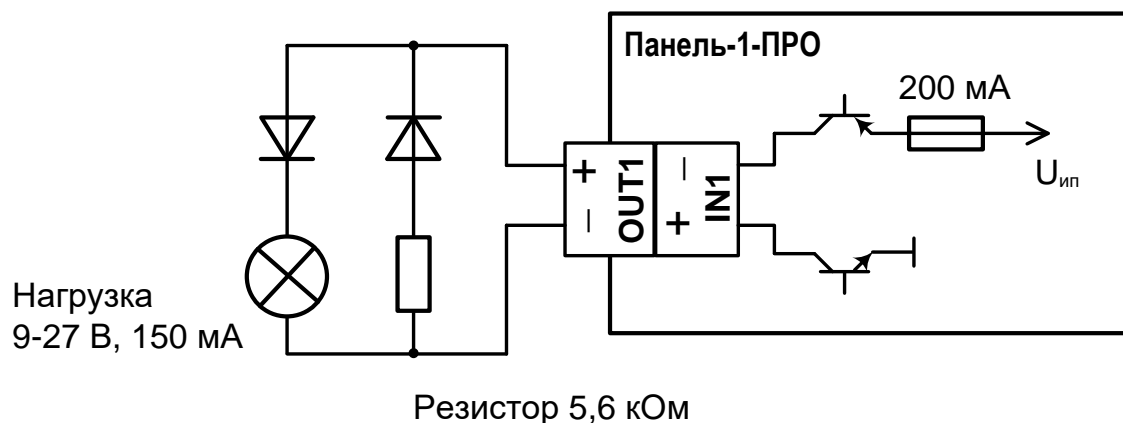 Панель-1-ПРО
200 мА
Uип
+ − OUT1
− + IN1
Нагрузка
9-27 В, 150 мА
Резистор 5,6 кОм